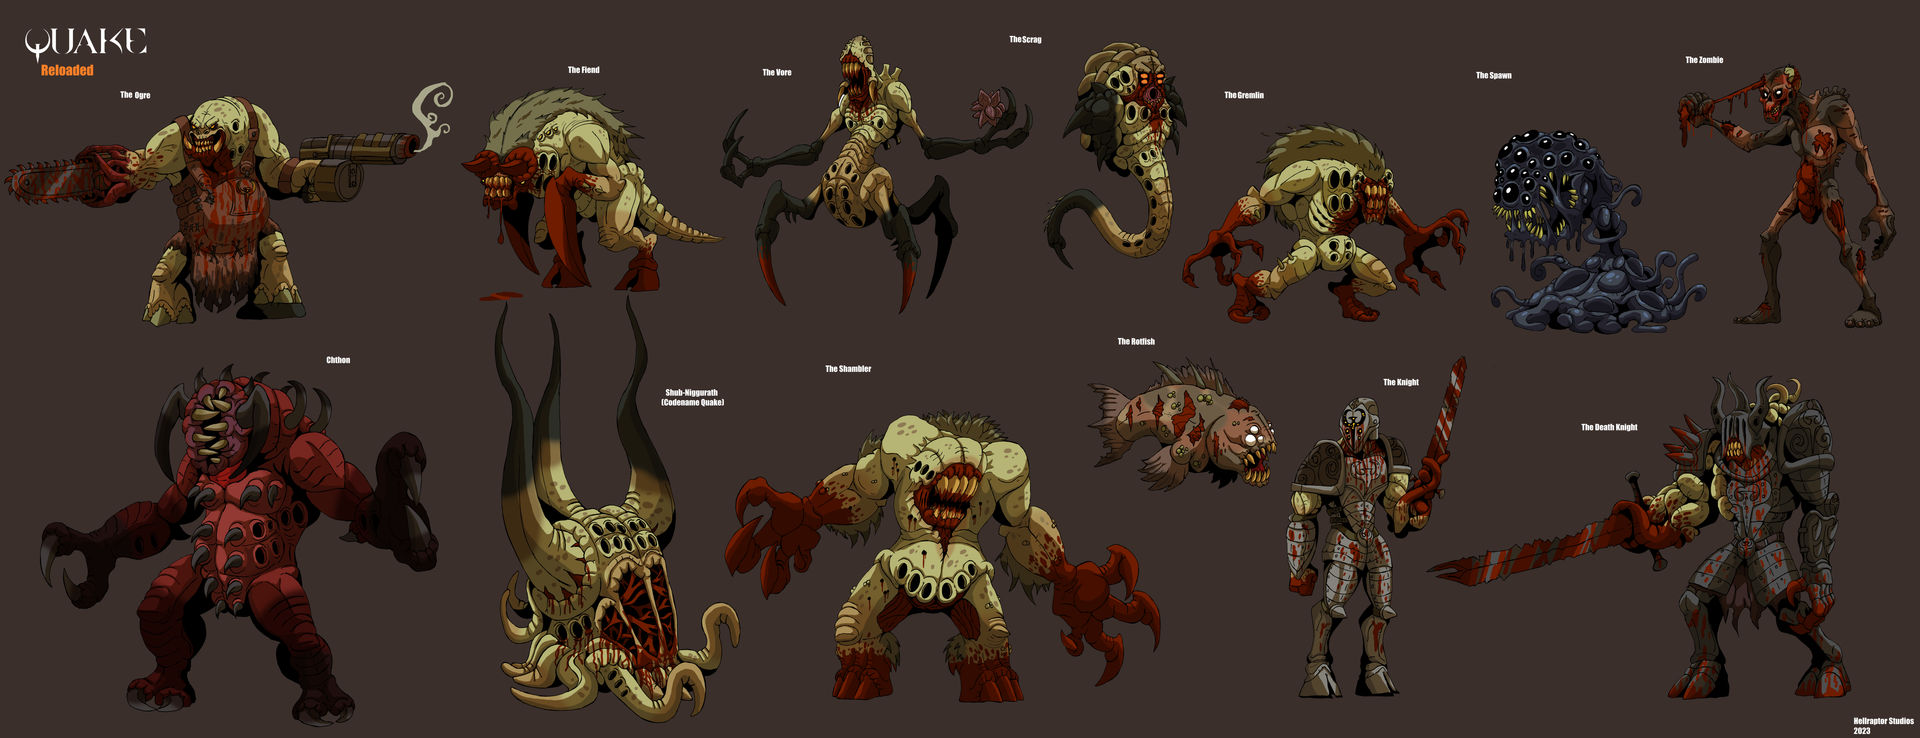 QUAKE
Reloaded
The Ogre
The Fiend
The Vore
The Scrag
The Gremlin
The Spawn
The Zombie
Chthon
Shub-Niggurath
(Codename Quake)
The Shambler
The Rotfish
The Knight
The Death Knight
Hellraptor Studios
2023